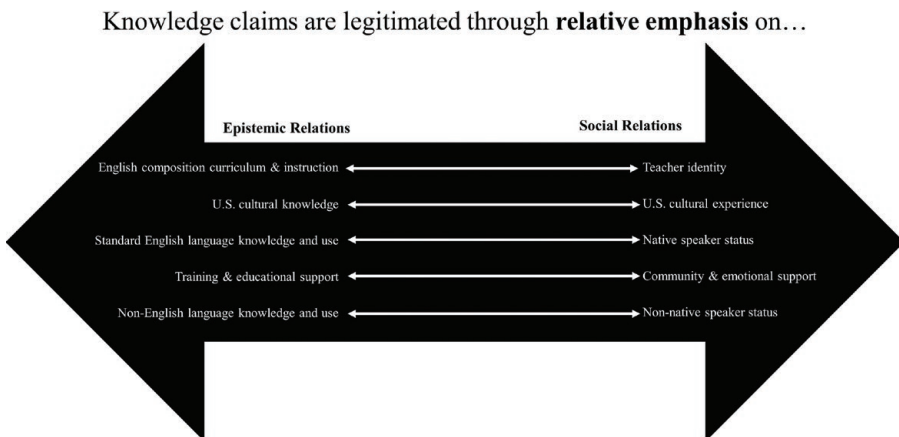 Knowledge claims are legitimated through relative emphasis on…
Epistemic Relations Social Relations
English composition curriculum & instruction Teacher identity
U.S. cultural knowledge U.S. cultural experience
Standard English language knowledge and use Native speaker status
Training & educational support Community & emotional support
Non-English language knowledge and use Non-native speaker status